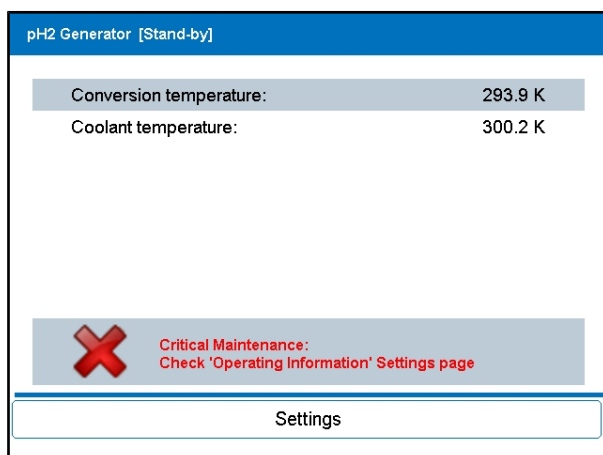 pH2 Generator [Stand-by]
Conversion temperature: 293.9 K
Coolant temperature: 300.2 K
Critical Maintenance:
Check 'Operating Information' Settings page
Settings